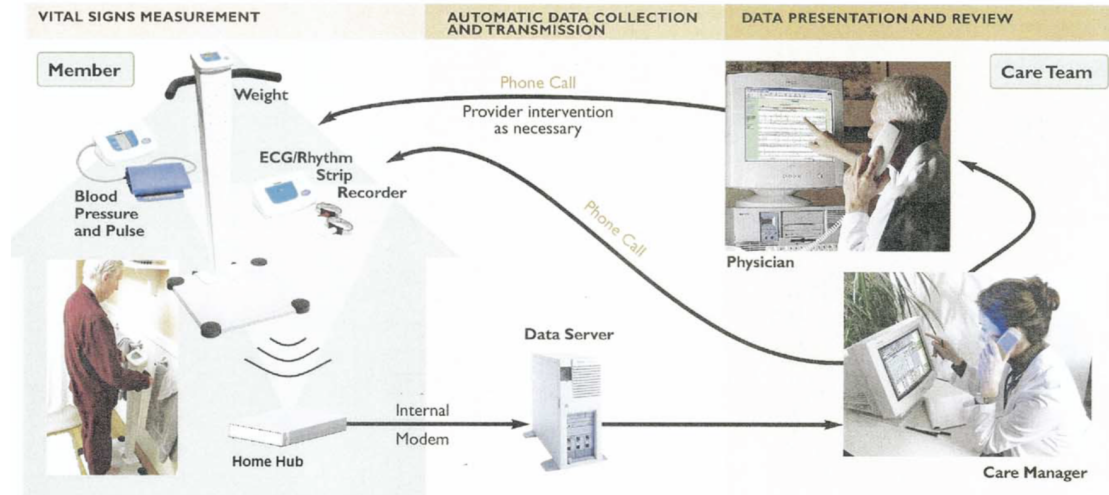 VITAL SIGNS MEASUREMENT
AUTOMATIC DATA COLLECTION
AND TRANSMISSION
DATA PRESENTATION AND REVIEW
Member
Care Team
Weight
Phone Call
Provider intervention
as necessary
ECG/Rhythm
Strip
Recorder
Blood
Pressure
and Pulse
Phone Call
Physician
Data Server
Internal
Modem
Home Hub
Care Manager